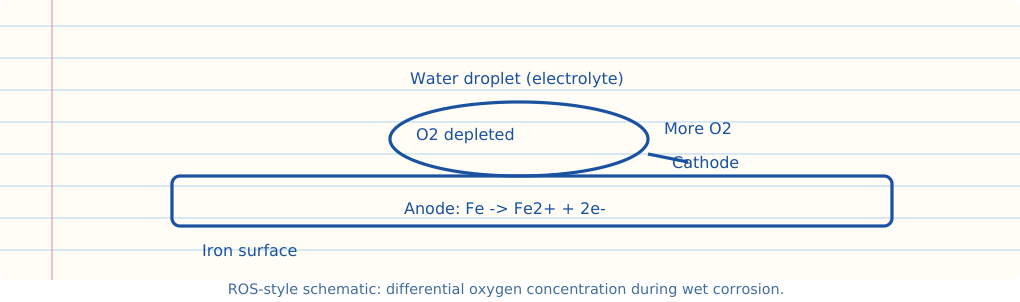 Water droplet (electrolyte)
O2 depleted
More O2
Cathode
Anode: Fe -> Fe2+ + 2e-
Iron surface
ROS-style schematic: differential oxygen concentration during wet corrosion.